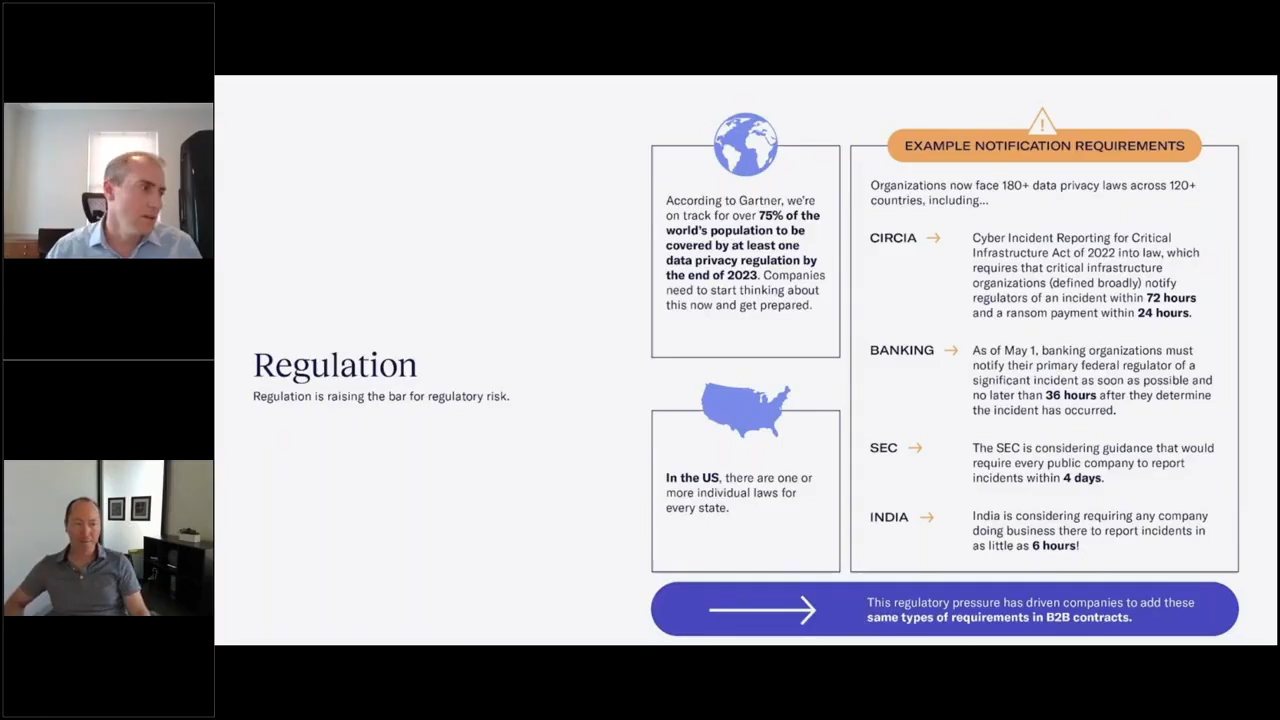 Regulation
Regulation is raising the bar for regulatory risk.
According to Gartner, we're
on track for over 75% of the
world's population to be
covered by at least one
data privacy regulation by
the end of 2023. Companies
need to start thinking about
this now and get prepared.
In the US, there are one or
more individual laws for
every state.
EXAMPLE NOTIFICATION REQUIREMENTS
Organizations now face 180+ data privacy laws across 120+
countries, including...
CIRCIA
Cyber Incident Reporting for Critical
Infrastructure Act of 2022 into law, which
requires that critical infrastructure
organizations (defined broadly) notify
regulators of an incident within 72 hours
and a ransom payment within 24 hours.
BANKING
As of May 1, banking organizations must
notify their primary federal regulator of a
significant incident as soon as possible and
no later than 36 hours after they determine
the incident has occurred.
SEC
The SEC is considering guidance that would
require every public company to report
incidents within 4 days.
INDIA
India is considering requiring any company
doing business there to report incidents in
as little as 6 hours!
This regulatory pressure has driven companies to add these
same types of requirements in B2B contracts.